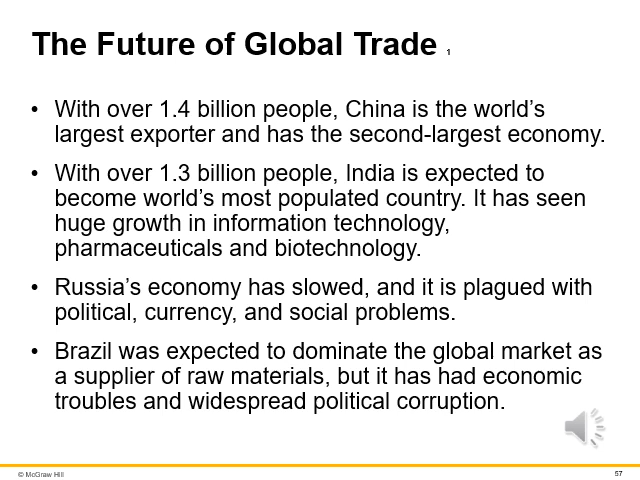 The Future of Global Trade 1
• With over 1.4 billion people, China is the world’s
largest exporter and has the second-largest economy.
• With over 1.3 billion people, India is expected to
become world’s most populated country. It has seen
huge growth in information technology,
pharmaceuticals and biotechnology.
• Russia’s economy has slowed, and it is plagued with
political, currency, and social problems.
• Brazil was expected to dominate the global market as
a supplier of raw materials, but it has had economic
troubles and widespread political corruption.
© McGraw Hill
57